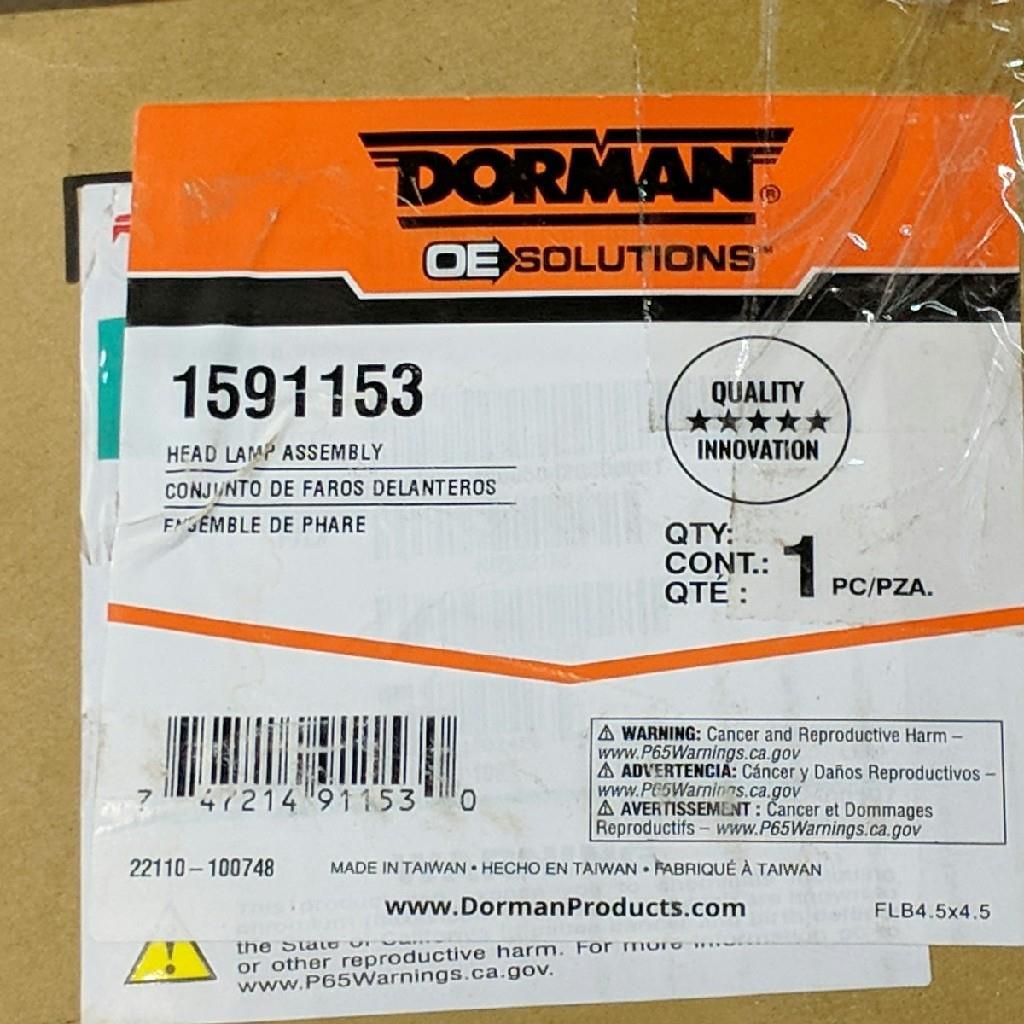 DORMAN®
OE SOLUTIONS™
1591153
HEAD LAMP ASSEMBLY
CONJUNTO DE FAROS DELANTEROS
ENSEMBLE DE PHARE
QUALITY
★★★★★
INNOVATION
QTY:
CONT.: 1 PC/PZA.
QTÉ :
7 47214 91153 0
⚠ WARNING: Cancer and Reproductive Harm –
www.P65Warnings.ca.gov
⚠ ADVERTENCIA: Cáncer y Daños Reproductivos –
www.P65Warnings.ca.gov
⚠ AVERTISSEMENT : Cancer et Dommages
Reproductifs – www.P65Warnings.ca.gov
22110–100748
MADE IN TAIWAN • HECHO EN TAIWAN • FABRIQUÉ À TAIWAN
www.DormanProducts.com
FLB4.5x4.5
the State of
or other reproductive harm. For more
www.P65Warnings.ca.gov.